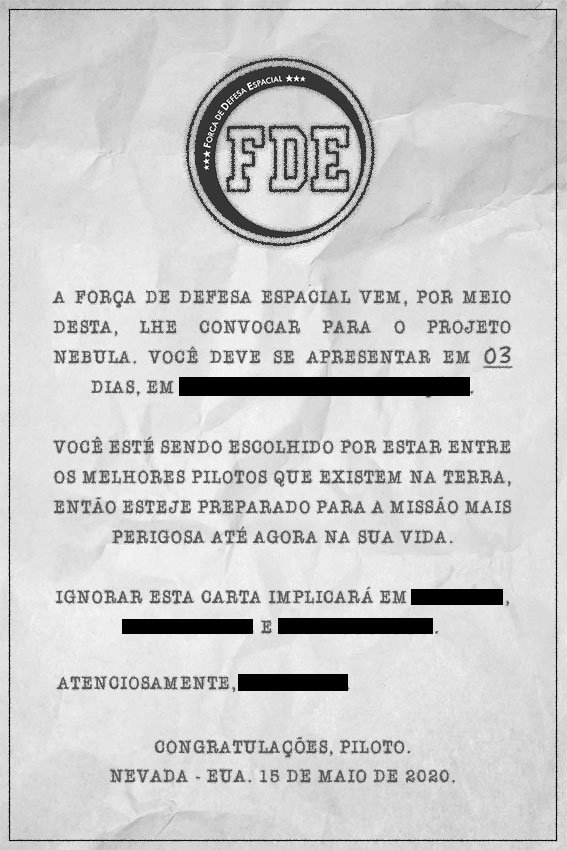 ★★★ FORÇA DE DEFESA ESPACIAL ★★★
FDE
A FORÇA DE DEFESA ESPACIAL VEM, POR MEIO
DESTA, LHE CONVOCAR PARA O PROJETO
NEBULA. VOCÊ DEVE SE APRESENTAR EM 03
DIAS, EM .
VOCÊ ESTÉ SENDO ESCOLHIDO POR ESTAR ENTRE
OS MELHORES PILOTOS QUE EXISTEM NA TERRA,
ENTÃO ESTEJE PREPARADO PARA A MISSÃO MAIS
PERIGOSA ATÉ AGORA NA SUA VIDA.
IGNORAR ESTA CARTA IMPLICARÁ EM ,
E .
ATENCIOSAMENTE,
CONGRATULAÇÕES, PILOTO.
NEVADA - EUA. 15 DE MAIO DE 2020.